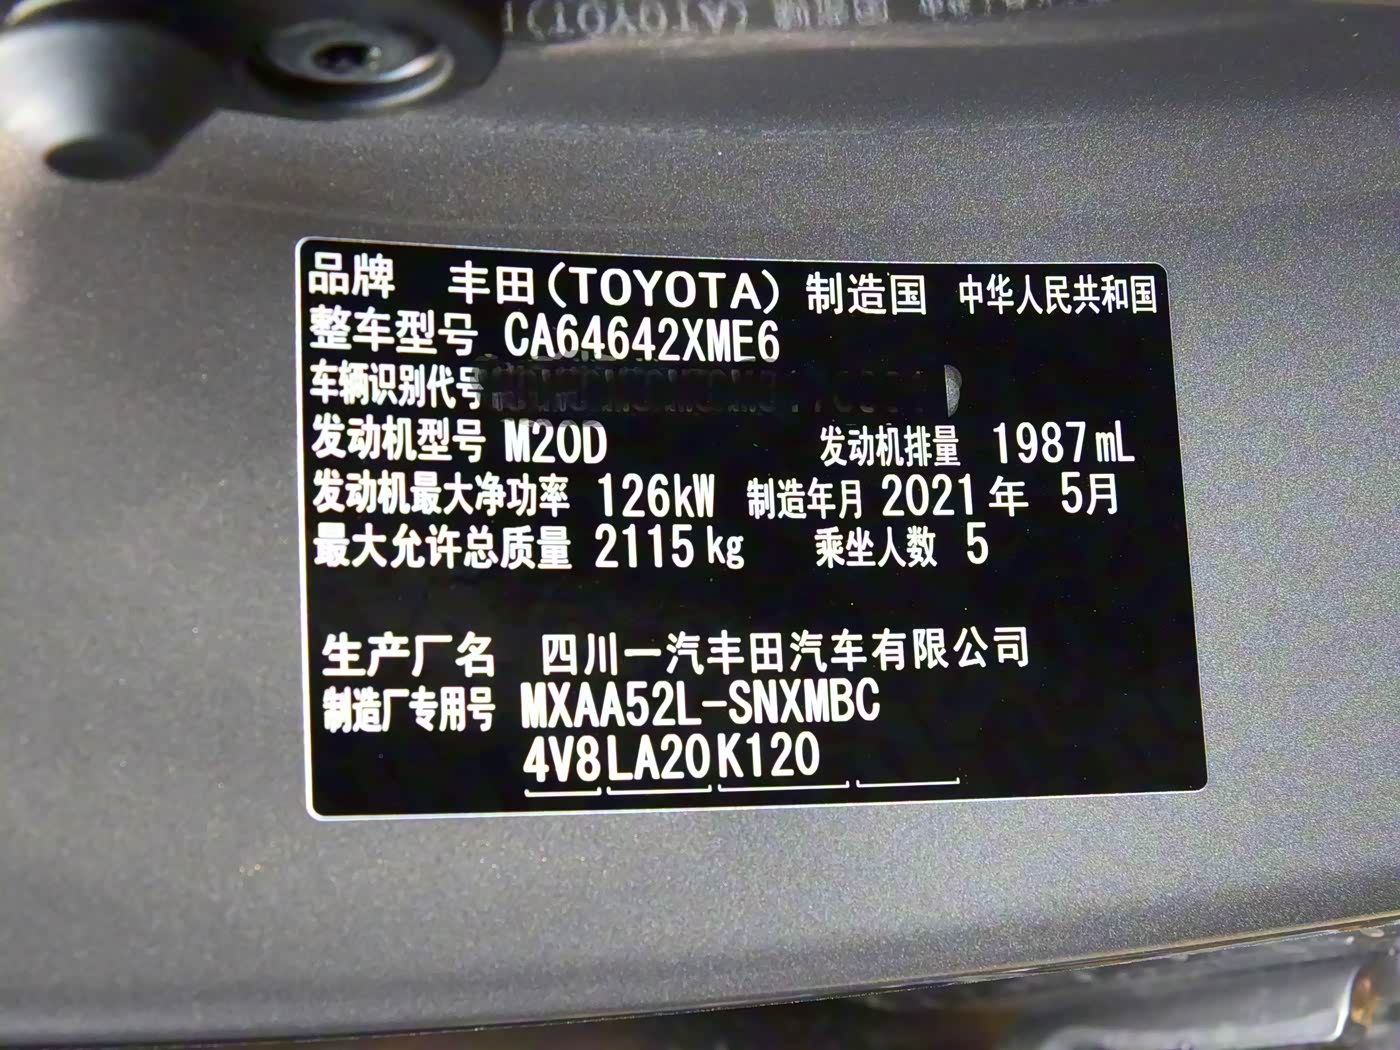 品牌 丰田(TOYOTA) 制造国 中华人民共和国
整车型号 CA64642XME6
车辆识别代号
发动机型号 M20D 发动机排量 1987mL
发动机最大净功率 126kW 制造年月 2021年 5月
最大允许总质量 2115kg 乘坐人数 5
生产厂名 四川一汽丰田汽车有限公司
制造厂专用号 MXAA52L-SNXMBC
4V8 LA20 K120